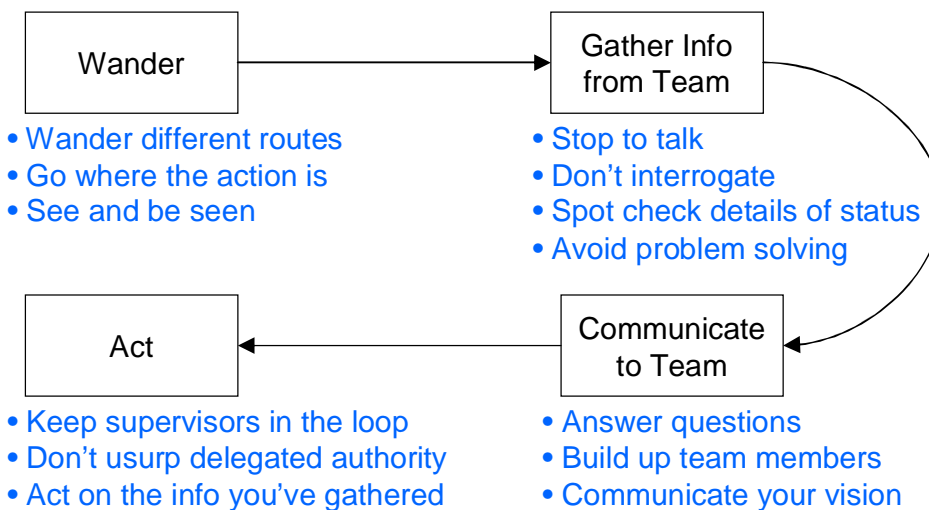 Wander
• Wander different routes
• Go where the action is
• See and be seen
Gather Info
from Team
• Stop to talk
• Don't interrogate
• Spot check details of status
• Avoid problem solving
Communicate
to Team
• Answer questions
• Build up team members
• Communicate your vision
Act
• Keep supervisors in the loop
• Don't usurp delegated authority
• Act on the info you've gathered